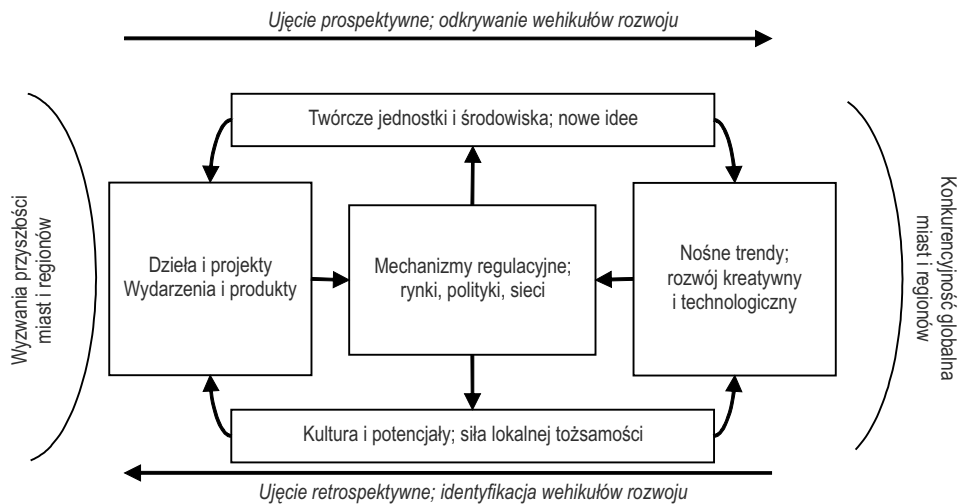 Ujęcie prospektywne; odkrywanie wehikułów rozwoju
Twórcze jednostki i środowiska; nowe idee
Wyzwania przyszłości
miast i regionów
Dzieła i projekty
Wydarzenia i produkty
Mechanizmy regulacyjne;
rynki, polityki, sieci
Nośne trendy;
rozwój kreatywny
i technologiczny
Konkurencyjność globalna
miast i regionów
Kultura i potencjały; siła lokalnej tożsamości
Ujęcie retrospektywne; identyfikacja wehikułów rozwoju